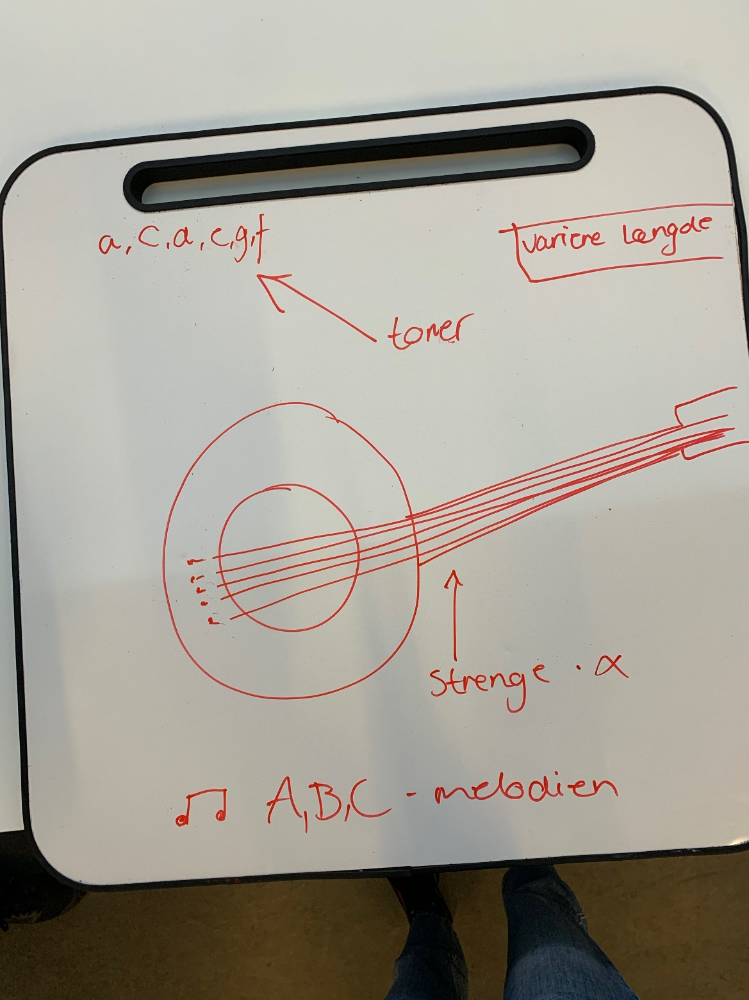 a, c, d, e, g, f
variere længde
toner
strenge · α
A, B, C - melodien